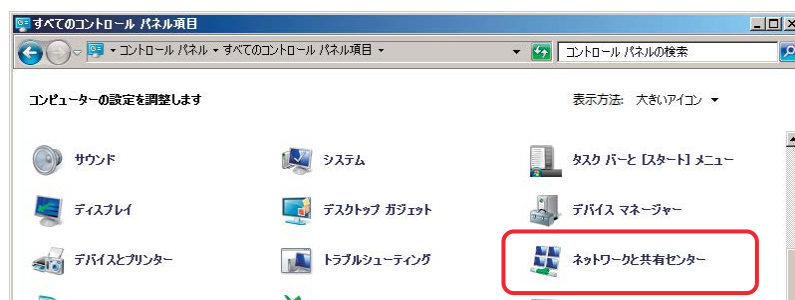 すべてのコントロール パネル項目
コントロール パネル ▾ すべてのコントロール パネル項目 ▾
コントロール パネルの検索
コンピューターの設定を調整します
表示方法: 大きいアイコン ▾
サウンド
システム
タスク バーと [スタート] メニュー
ディスプレイ
デスクトップ ガジェット
デバイス マネージャー
デバイスとプリンター
トラブルシューティング
ネットワークと共有センター